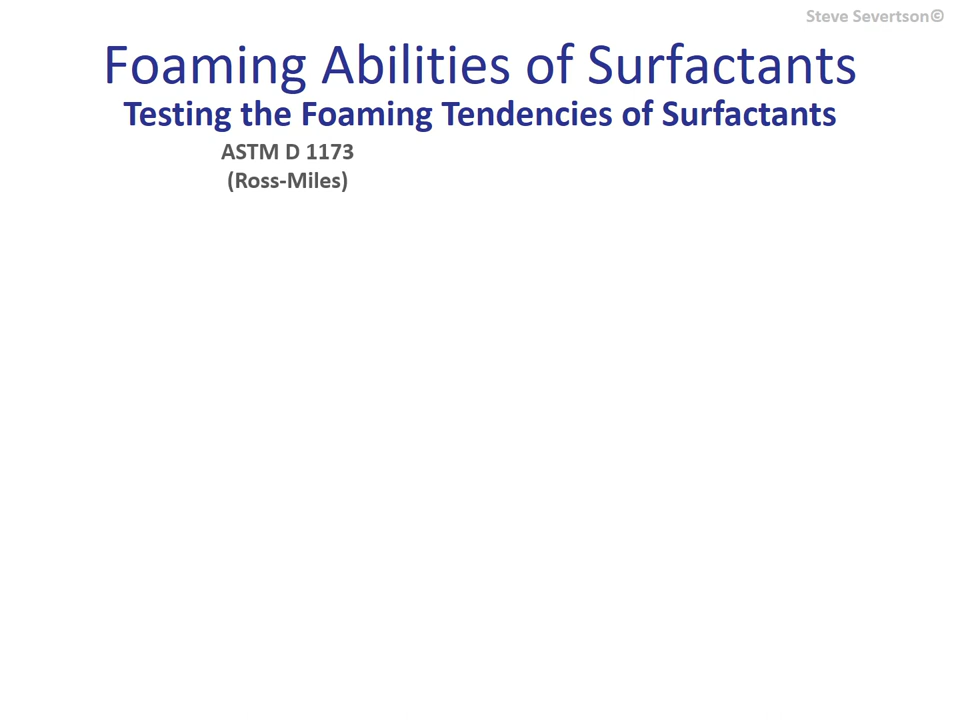 Steve Severtson©
Foaming Abilities of Surfactants
Testing the Foaming Tendencies of Surfactants
ASTM D 1173
(Ross-Miles)